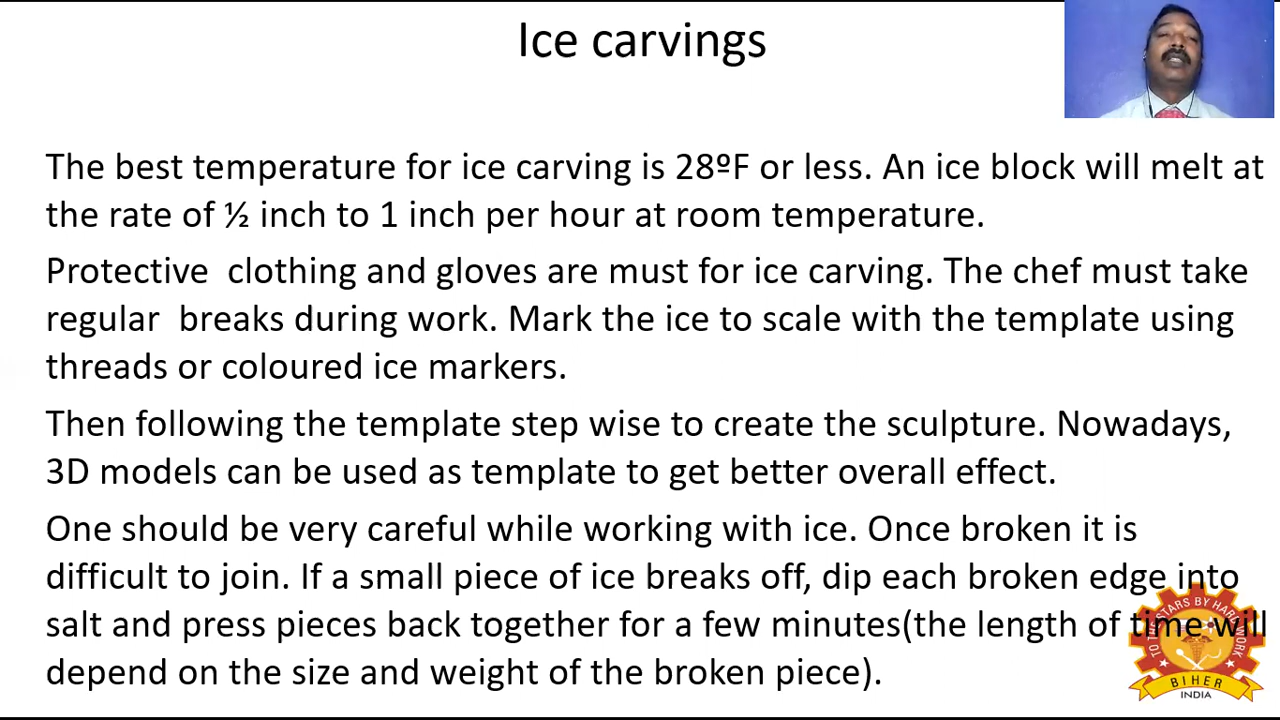 Ice carvings
The best temperature for ice carving is 28ºF or less. An ice block will melt at
the rate of ½ inch to 1 inch per hour at room temperature.
Protective  clothing and gloves are must for ice carving. The chef must take
regular  breaks during work. Mark the ice to scale with the template using
threads or coloured ice markers.
Then following the template step wise to create the sculpture. Nowadays,
3D models can be used as template to get better overall effect.
One should be very careful while working with ice. Once broken it is
difficult to join. If a small piece of ice breaks off, dip each broken edge into
salt and press pieces back together for a few minutes(the length of time will
depend on the size and weight of the broken piece).
TO THE STARS BY HARD WORK
BIHER
INDIA